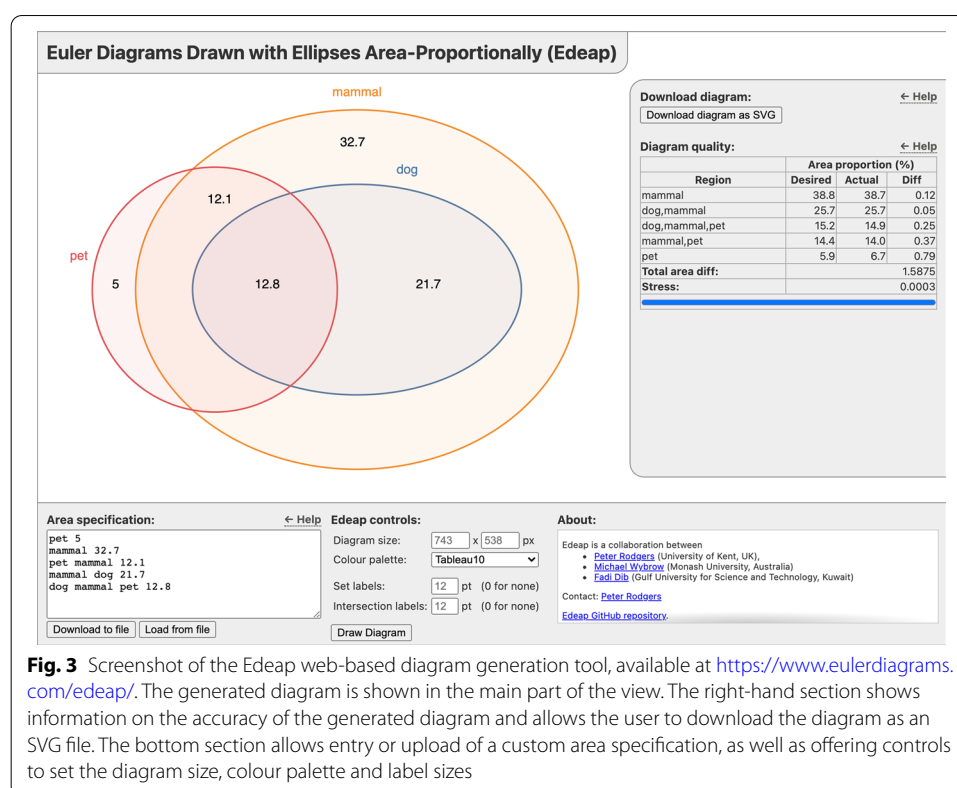 Euler Diagrams Drawn with Ellipses Area-Proportionally (Edeap)
mammal
32.7
dog
12.1
pet
5
12.8
21.7
Download diagram:
← Help
Download diagram as SVG
Diagram quality:
← Help
Area proportion (%)
Region Desired Actual Diff
mammal 38.8 38.7 0.12
dog,mammal 25.7 25.7 0.05
dog,mammal,pet 15.2 14.9 0.25
mammal,pet 14.4 14.0 0.37
pet 5.9 6.7 0.79
Total area diff: 1.5875
Stress: 0.0003
Area specification:
← Help
pet 5
mammal 32.7
pet mammal 12.1
mammal dog 21.7
dog mammal pet 12.8
Download to file
Load from file
Edeap controls:
Diagram size: 743 x 538 px
Colour palette: Tableau10
Set labels: 12 pt (0 for none)
Intersection labels: 12 pt (0 for none)
Draw Diagram
About:
Edeap is a collaboration between
• Peter Rodgers (University of Kent, UK),
• Michael Wybrow (Monash University, Australia)
• Fadi Dib (Gulf University for Science and Technology, Kuwait)
Contact: Peter Rodgers
Edeap GitHub repository.
Fig. 3 Screenshot of the Edeap web-based diagram generation tool, available at https://www.eulerdiagrams.
com/edeap/. The generated diagram is shown in the main part of the view. The right-hand section shows
information on the accuracy of the generated diagram and allows the user to download the diagram as an
SVG file. The bottom section allows entry or upload of a custom area specification, as well as offering controls
to set the diagram size, colour palette and label sizes